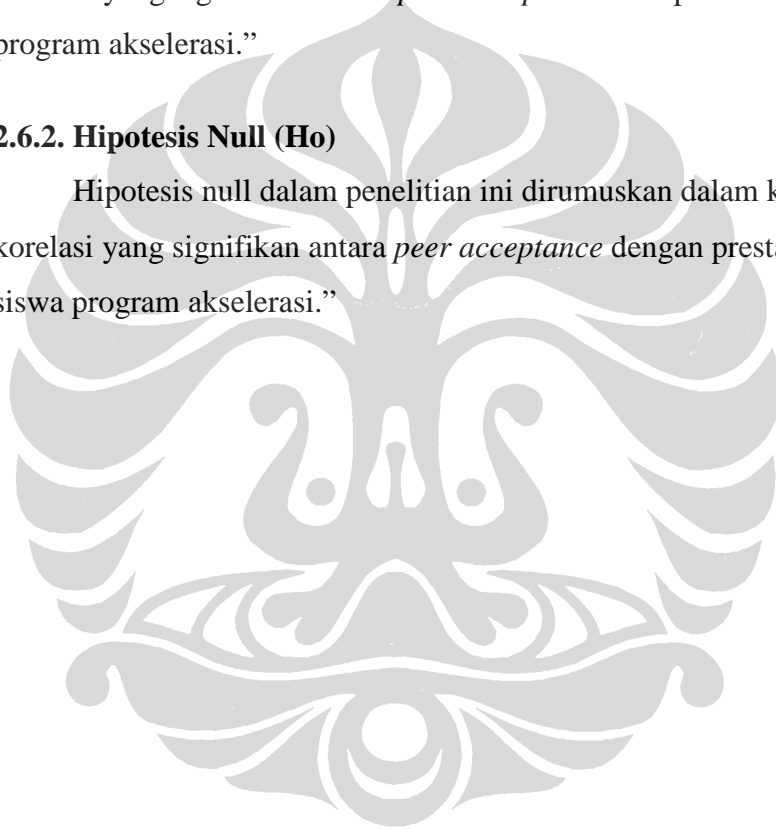 program akselerasi.”
2.6.2. Hipotesis Null (Ho)
Hipotesis null dalam penelitian ini dirumuskan dalam
korelasi yang signifikan antara peer acceptance dengan
siswa program akselerasi.”